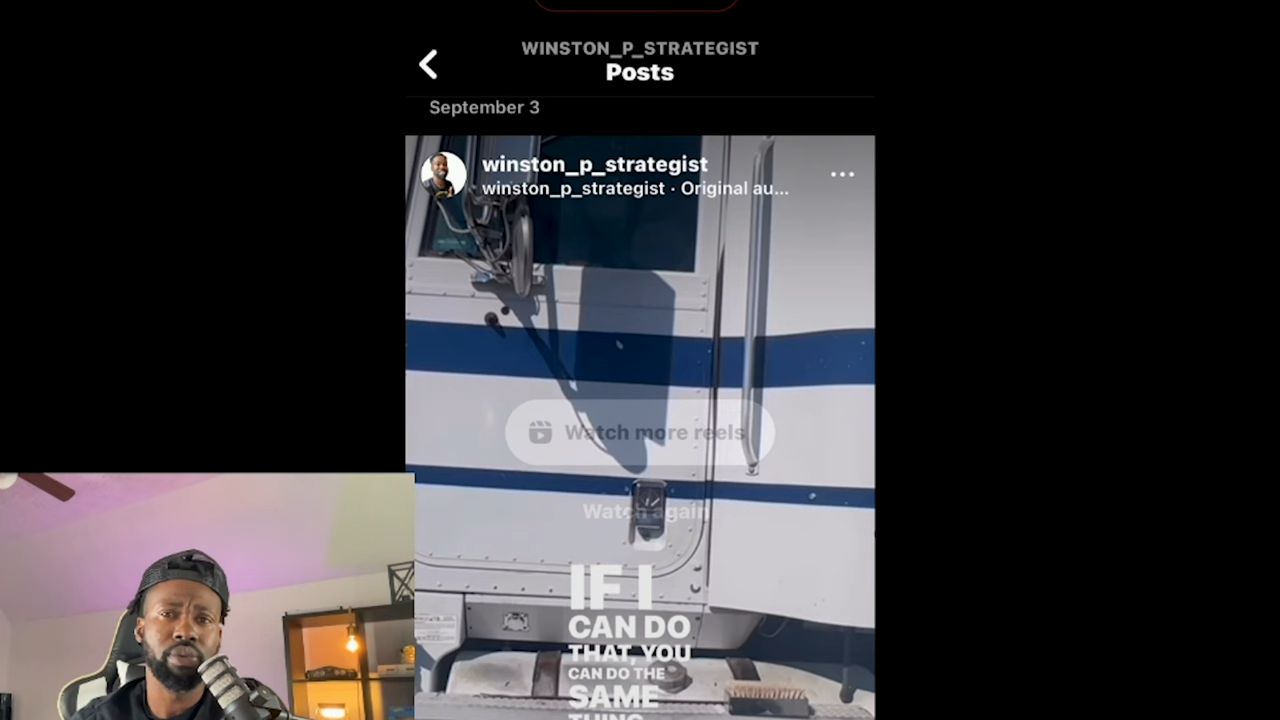 WINSTON_P_STRATEGIST
Posts
September 3
winston_p_strategist
winston_p_strategist · Original au...
Watch more reels
Watch again
IF I
CAN DO
THAT, YOU
CAN DO THE
SAME
THING